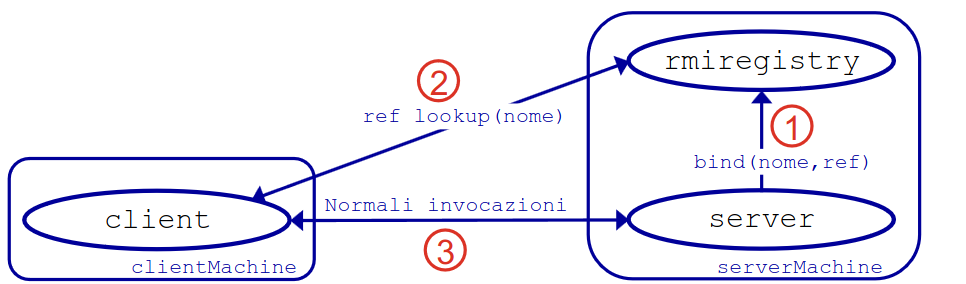 rmiregistry
2
ref lookup(nome)
1
bind(nome,ref)
Normali invocazioni
client
server
3
clientMachine
serverMachine